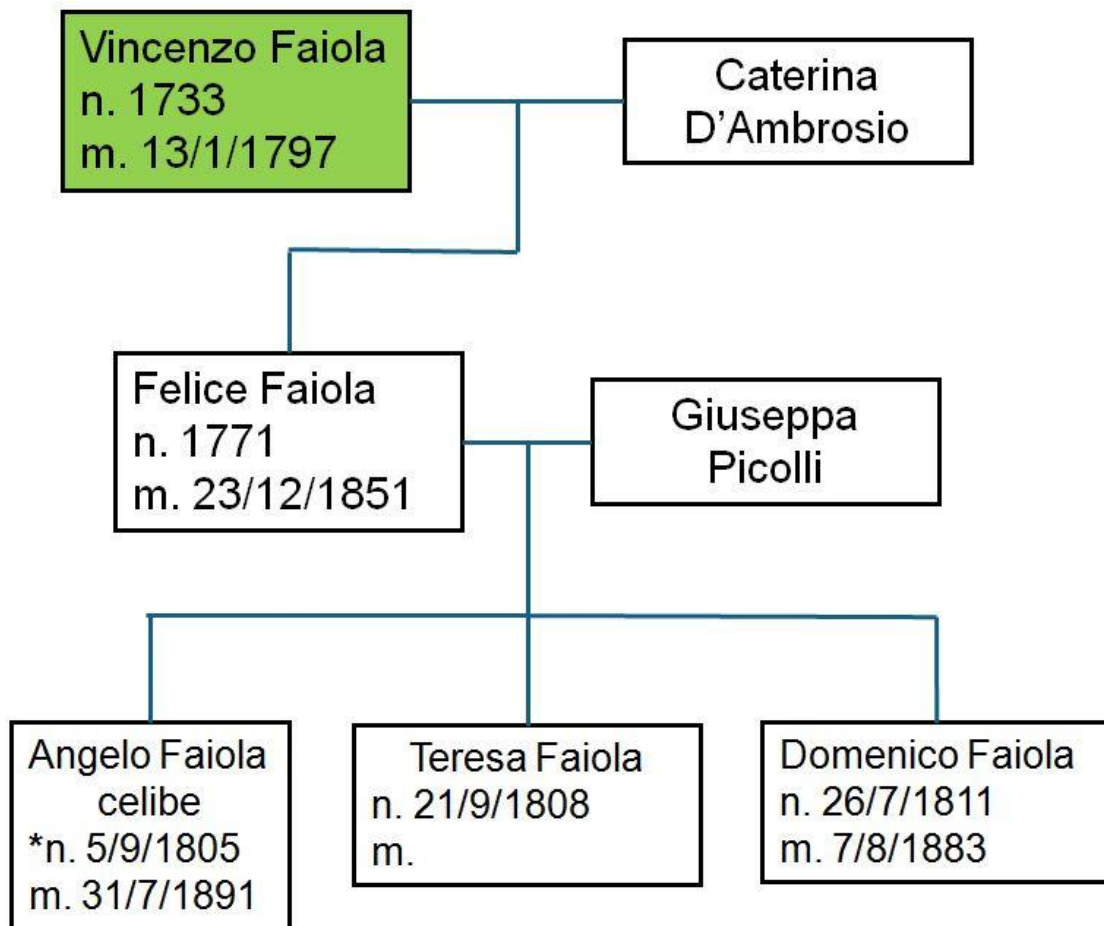 Vincenzo Faiola
n. 1733
m. 13/1/1797
Caterina
D'Ambrosio
Felice Faiola
n. 1771
m. 23/12/1851
Giuseppa
Picolli
Angelo Faiola
celibe
*n. 5/9/1805
m. 31/7/1891
Teresa Faiola
n. 21/9/1808
m.
Domenico Faiola
n. 26/7/1811
m. 7/8/1883